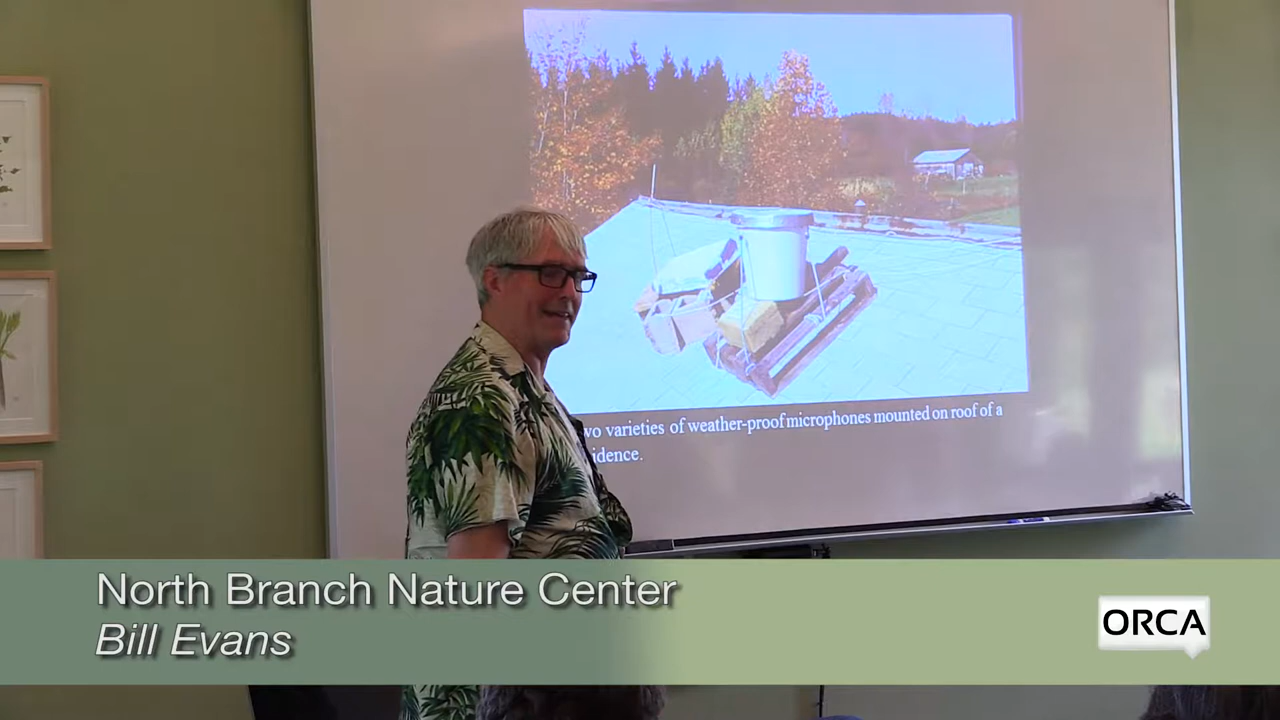 wo varieties of weather-proof microphones mounted on roof of a
idence.
North Branch Nature Center
Bill Evans
ORCA